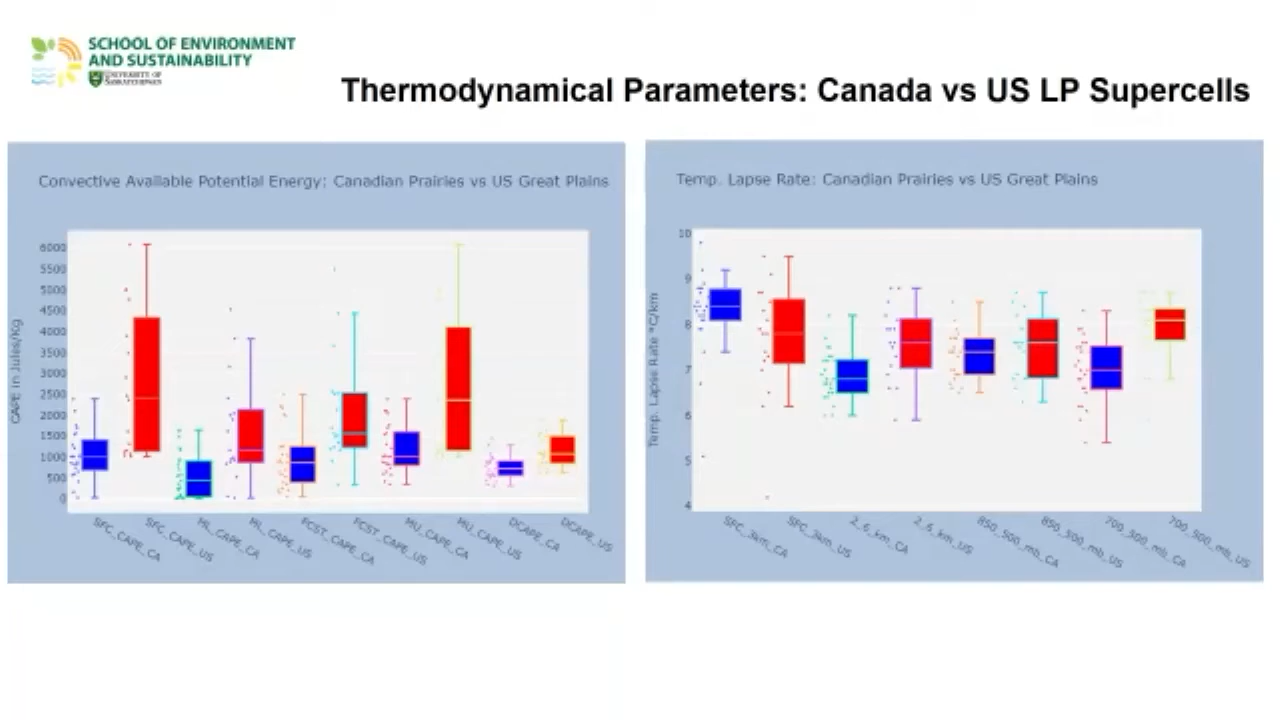 SCHOOL OF ENVIRONMENT
AND SUSTAINABILITY
UNIVERSITY OF
SASKATCHEWAN
Thermodynamical Parameters: Canada vs US LP Supercells
Convective Available Potential Energy: Canadian Prairies vs US Great Plains
CAPE in Jules/Kg
6000
5500
5000
4500
4000
3500
3000
2500
2000
1500
1000
500
0
SFC_CAPE_CA
SFC_CAPE_US
ML_CAPE_CA
ML_CAPE_US
FCST_CAPE_CA
FCST_CAPE_US
MU_CAPE_CA
MU_CAPE_US
DCAPE_CA
DCAPE_US
Temp. Lapse Rate: Canadian Prairies vs US Great Plains
Temp. Lapse Rate °C/km
10
9
8
7
6
5
4
SFC_3km_CA
SFC_3km_US
2_6_km_CA
2_6_km_US
850_500_mb_CA
850_500_mb_US
700_500_mb_CA
700_500_mb_US